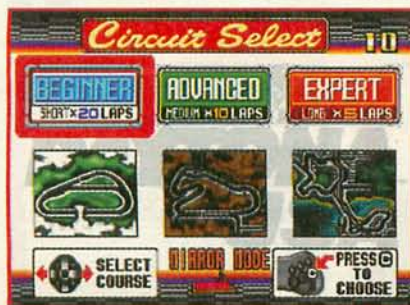 Circuit Select 10
BEGINNER ADVANCED EXPERT
SHORT×20 LAPS MEDIUM ×10 LAPS LONG ×5 LAPS
SELECT COURSE
MIRROR MODE
PRESS C TO CHOOSE